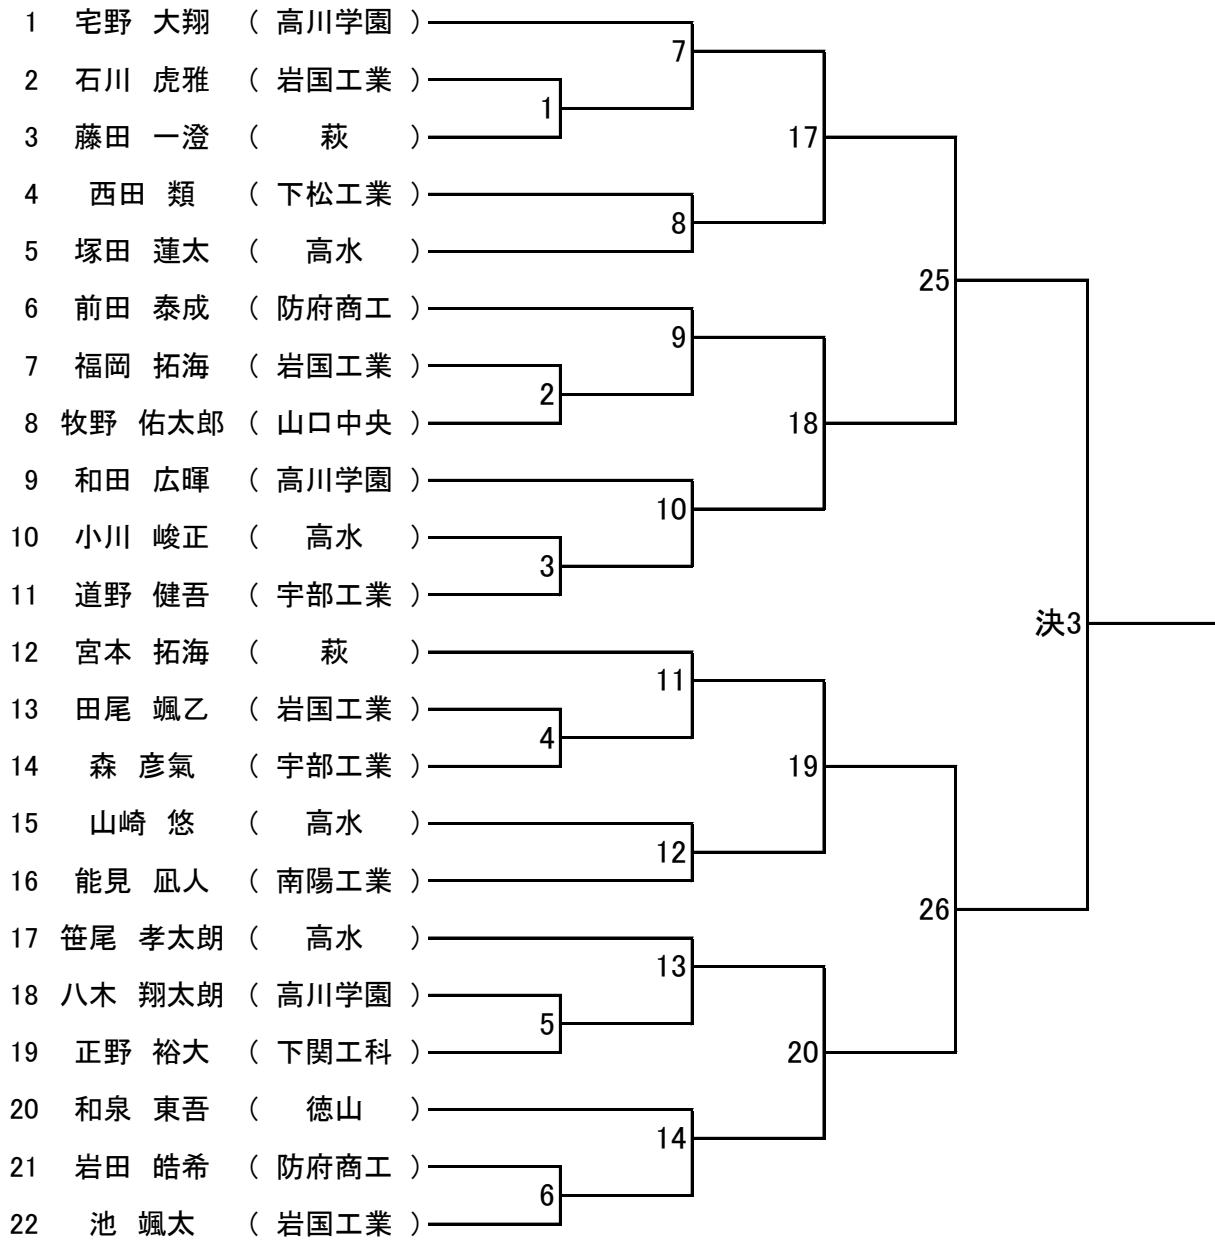 1 宅野 大翔 ( 高川学園 )
7
2 石川 虎雅 ( 岩国工業 )
1
3 藤田 一澄 ( 萩 )
17
4 西田 類 ( 下松工業 )
8
5 塚田 蓮太 ( 高水 )
25
6 前田 泰成 ( 防府商工 )
9
7 福岡 拓海 ( 岩国工業 )
2
8 牧野 佑太郎 ( 山口中央 )
18
9 和田 広暉 ( 高川学園 )
10
10 小川 峻正 ( 高水 )
3
11 道野 健吾 ( 宇部工業 )
決3
12 宮本 拓海 ( 萩 )
11
13 田尾 颯乙 ( 岩国工業 )
4
14 森 彦氣 ( 宇部工業 )
19
15 山崎 悠 ( 高水 )
12
16 能見 凪人 ( 南陽工業 )
26
17 笹尾 孝太朗 ( 高水 )
13
18 八木 翔太朗 ( 高川学園 )
5
19 正野 裕大 ( 下関工科 )
20
20 和泉 東吾 ( 徳山 )
14
21 岩田 皓希 ( 防府商工 )
6
22 池 颯太 ( 岩国工業 )